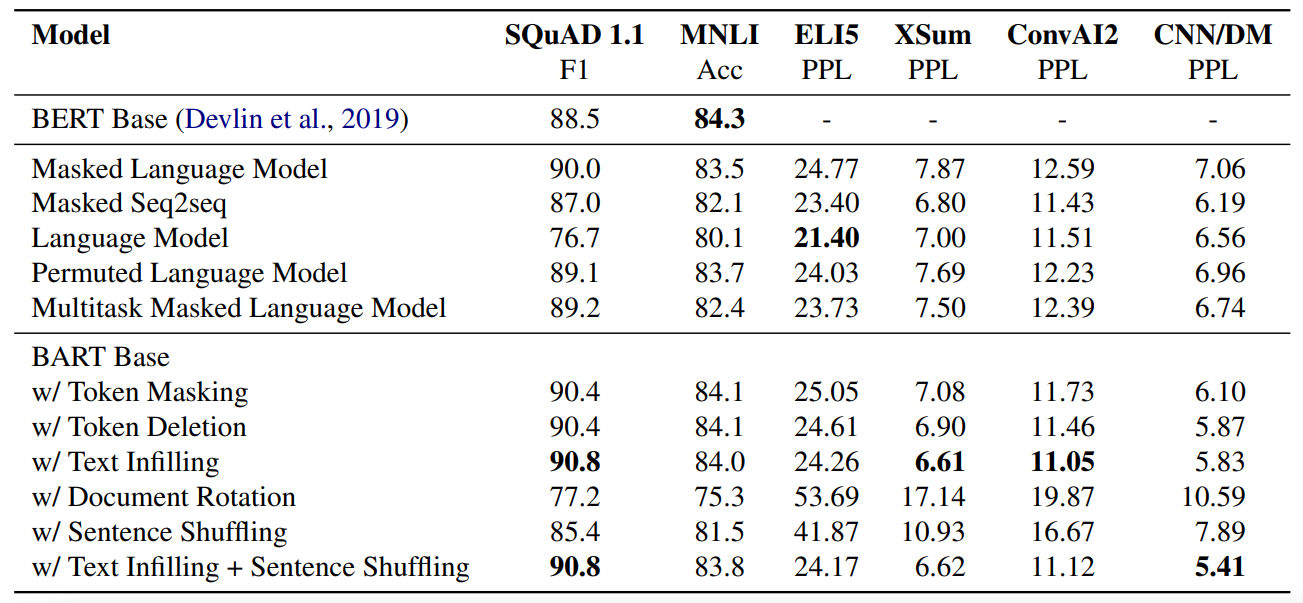 Model SQuAD 1.1 MNLI ELI5 XSum ConvAI2 CNN/DM
F1 Acc PPL PPL PPL PPL
BERT Base (Devlin et al., 2019) 88.5 84.3 - - - -
Masked Language Model 90.0 83.5 24.77 7.87 12.59 7.06
Masked Seq2seq 87.0 82.1 23.40 6.80 11.43 6.19
Language Model 76.7 80.1 21.40 7.00 11.51 6.56
Permuted Language Model 89.1 83.7 24.03 7.69 12.23 6.96
Multitask Masked Language Model 89.2 82.4 23.73 7.50 12.39 6.74
BART Base
w/ Token Masking 90.4 84.1 25.05 7.08 11.73 6.10
w/ Token Deletion 90.4 84.1 24.61 6.90 11.46 5.87
w/ Text Infilling 90.8 84.0 24.26 6.61 11.05 5.83
w/ Document Rotation 77.2 75.3 53.69 17.14 19.87 10.59
w/ Sentence Shuffling 85.4 81.5 41.87 10.93 16.67 7.89
w/ Text Infilling + Sentence Shuffling 90.8 83.8 24.17 6.62 11.12 5.41